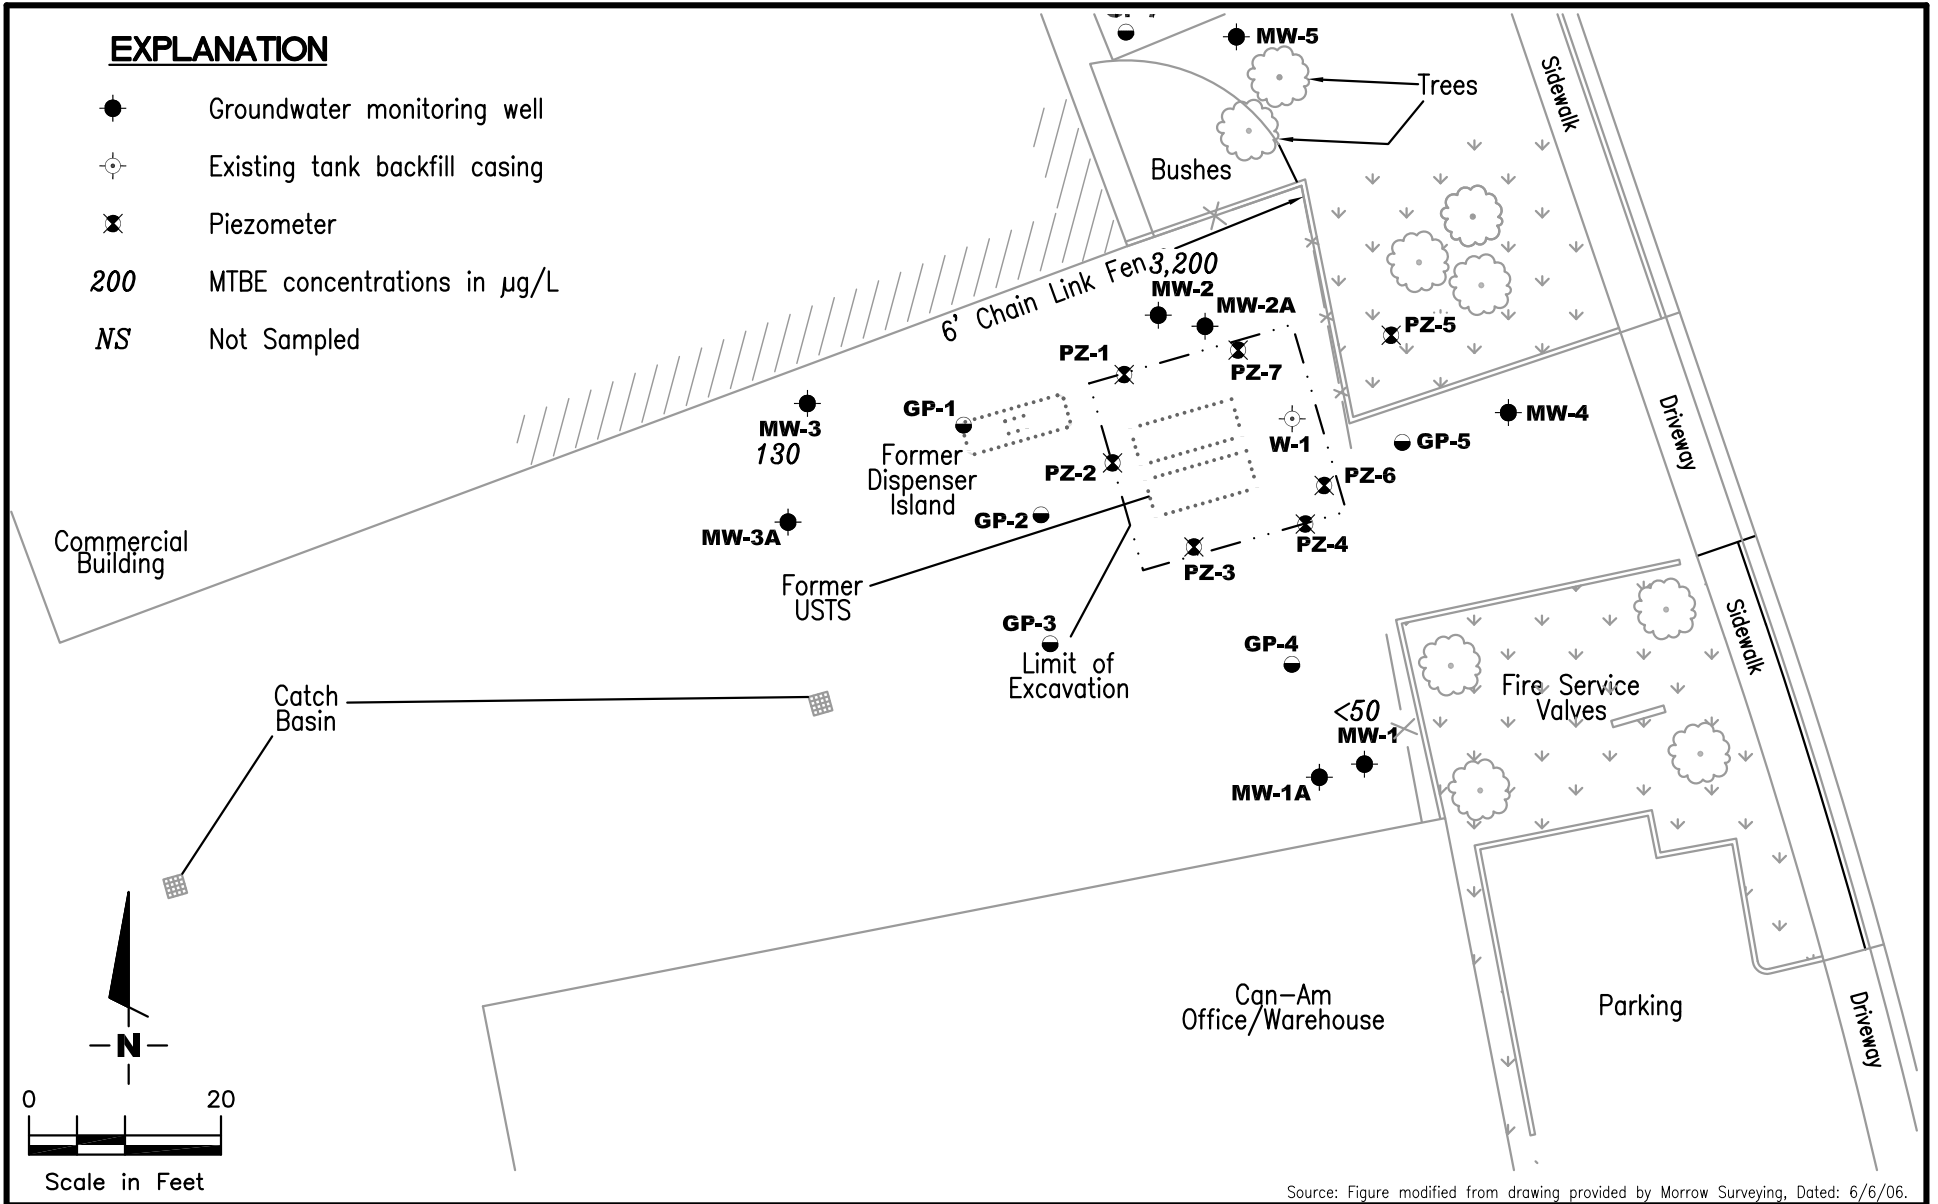 EXPLANATION
Groundwater monitoring well
Existing tank backfill casing
Piezometer
200 MTBE concentrations in µg/L
NS Not Sampled
MW-5
Trees
Sidewalk
Bushes
6' Chain Link Fen
3,200
MW-2
MW-2A
PZ-5
PZ-1
PZ-7
GP-1
MW-3
130
Former
Dispenser
Island
PZ-2
W-1
GP-5
MW-4
Driveway
PZ-6
GP-2
MW-3A
PZ-4
PZ-3
Commercial
Building
Former
USTS
GP-3
Limit of
Excavation
GP-4
Sidewalk
Fire Service
Valves
Catch
Basin
<50
MW-1
MW-1A
N
Can-Am
Office/Warehouse
Parking
Driveway
0 20
Scale in Feet
Source: Figure modified from drawing provided by Morrow Surveying, Dated: 6/6/06.